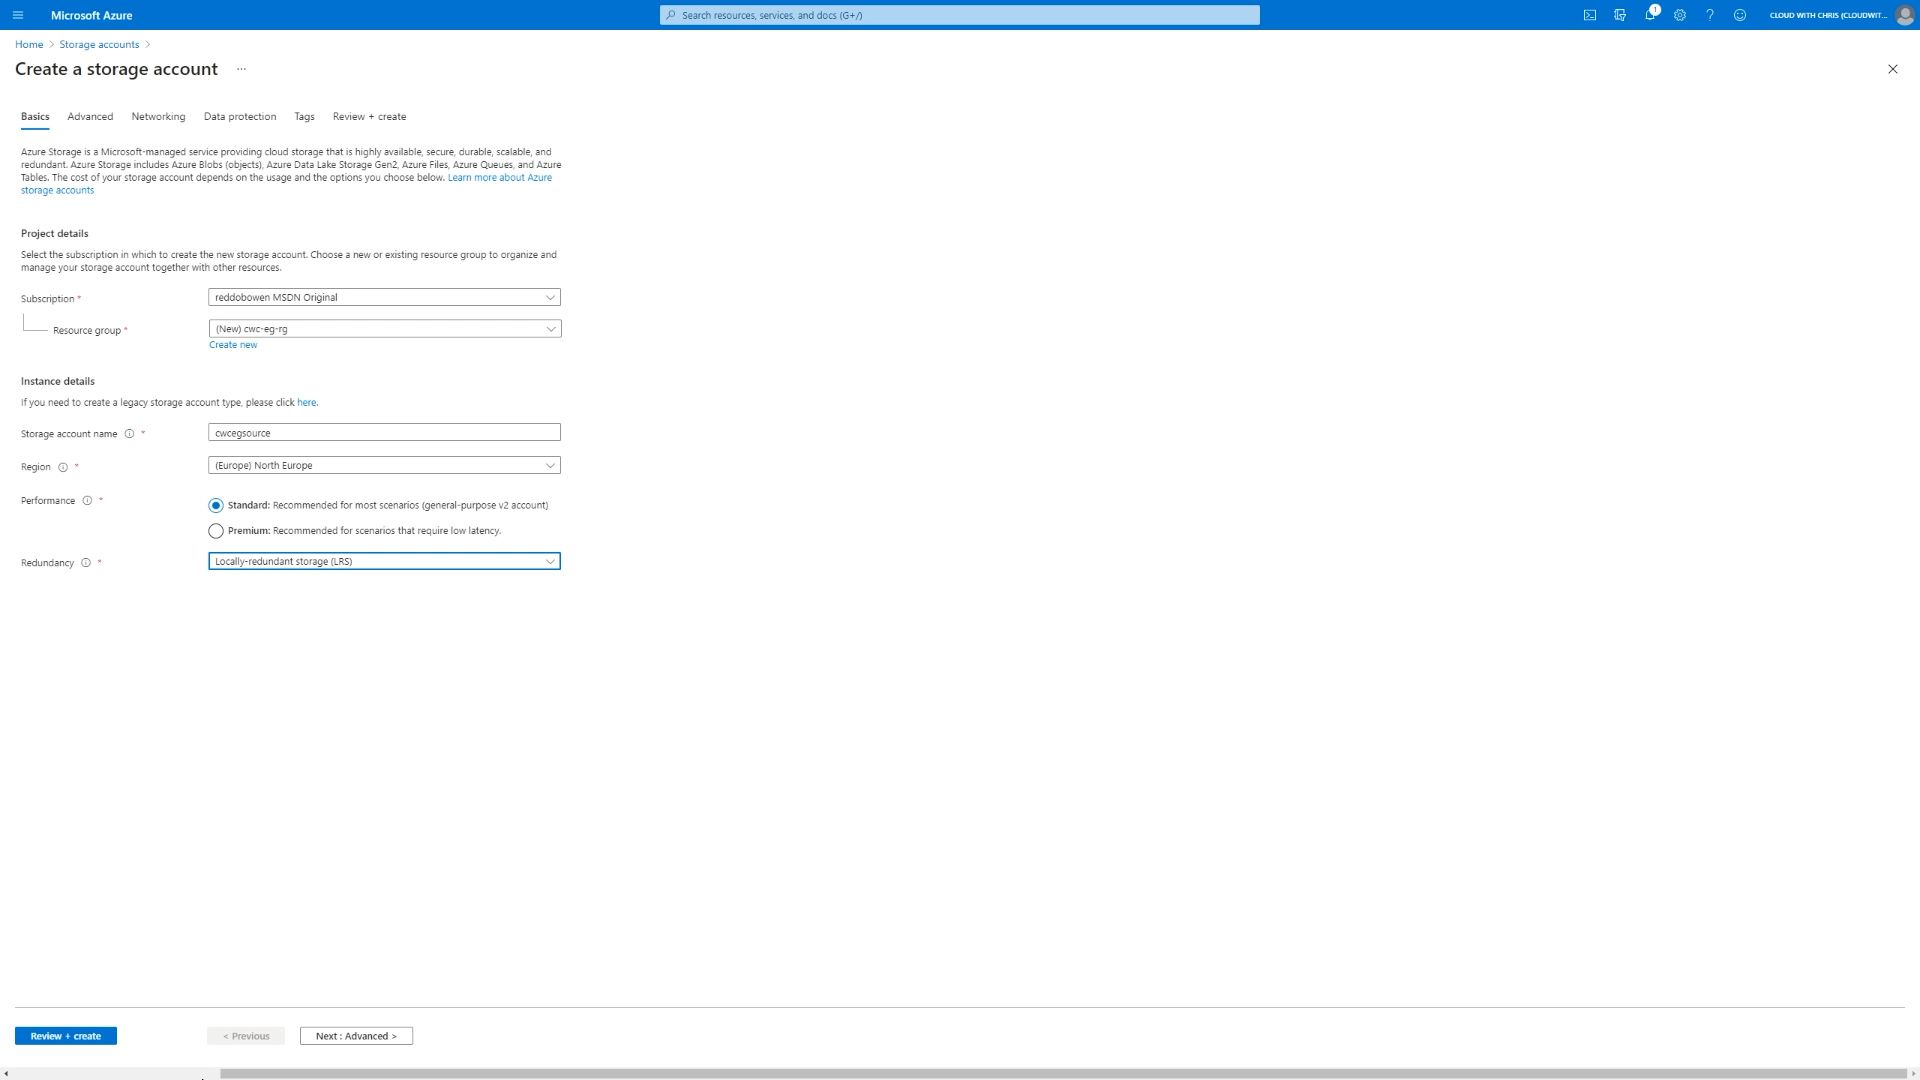 Microsoft Azure
Search resources, services, and docs (G+/)
1
CLOUD WITH CHRIS (CLOUDWIT...
Home > Storage accounts >
Create a storage account ...
Basics Advanced Networking Data protection Tags Review + create
Azure Storage is a Microsoft-managed service providing cloud storage that is highly available, secure, durable, scalable, and
redundant. Azure Storage includes Azure Blobs (objects), Azure Data Lake Storage Gen2, Azure Files, Azure Queues, and Azure
Tables. The cost of your storage account depends on the usage and the options you choose below. Learn more about Azure
storage accounts
Project details
Select the subscription in which to create the new storage account. Choose a new or existing resource group to organize and
manage your storage account together with other resources.
Subscription * reddobowen MSDN Original
Resource group * (New) cwc-eg-rg
Create new
Instance details
If you need to create a legacy storage account type, please click here.
Storage account name * cwcegsource
Region * (Europe) North Europe
Performance * Standard: Recommended for most scenarios (general-purpose v2 account)
Premium: Recommended for scenarios that require low latency.
Redundancy * Locally-redundant storage (LRS)
Review + create < Previous Next : Advanced >